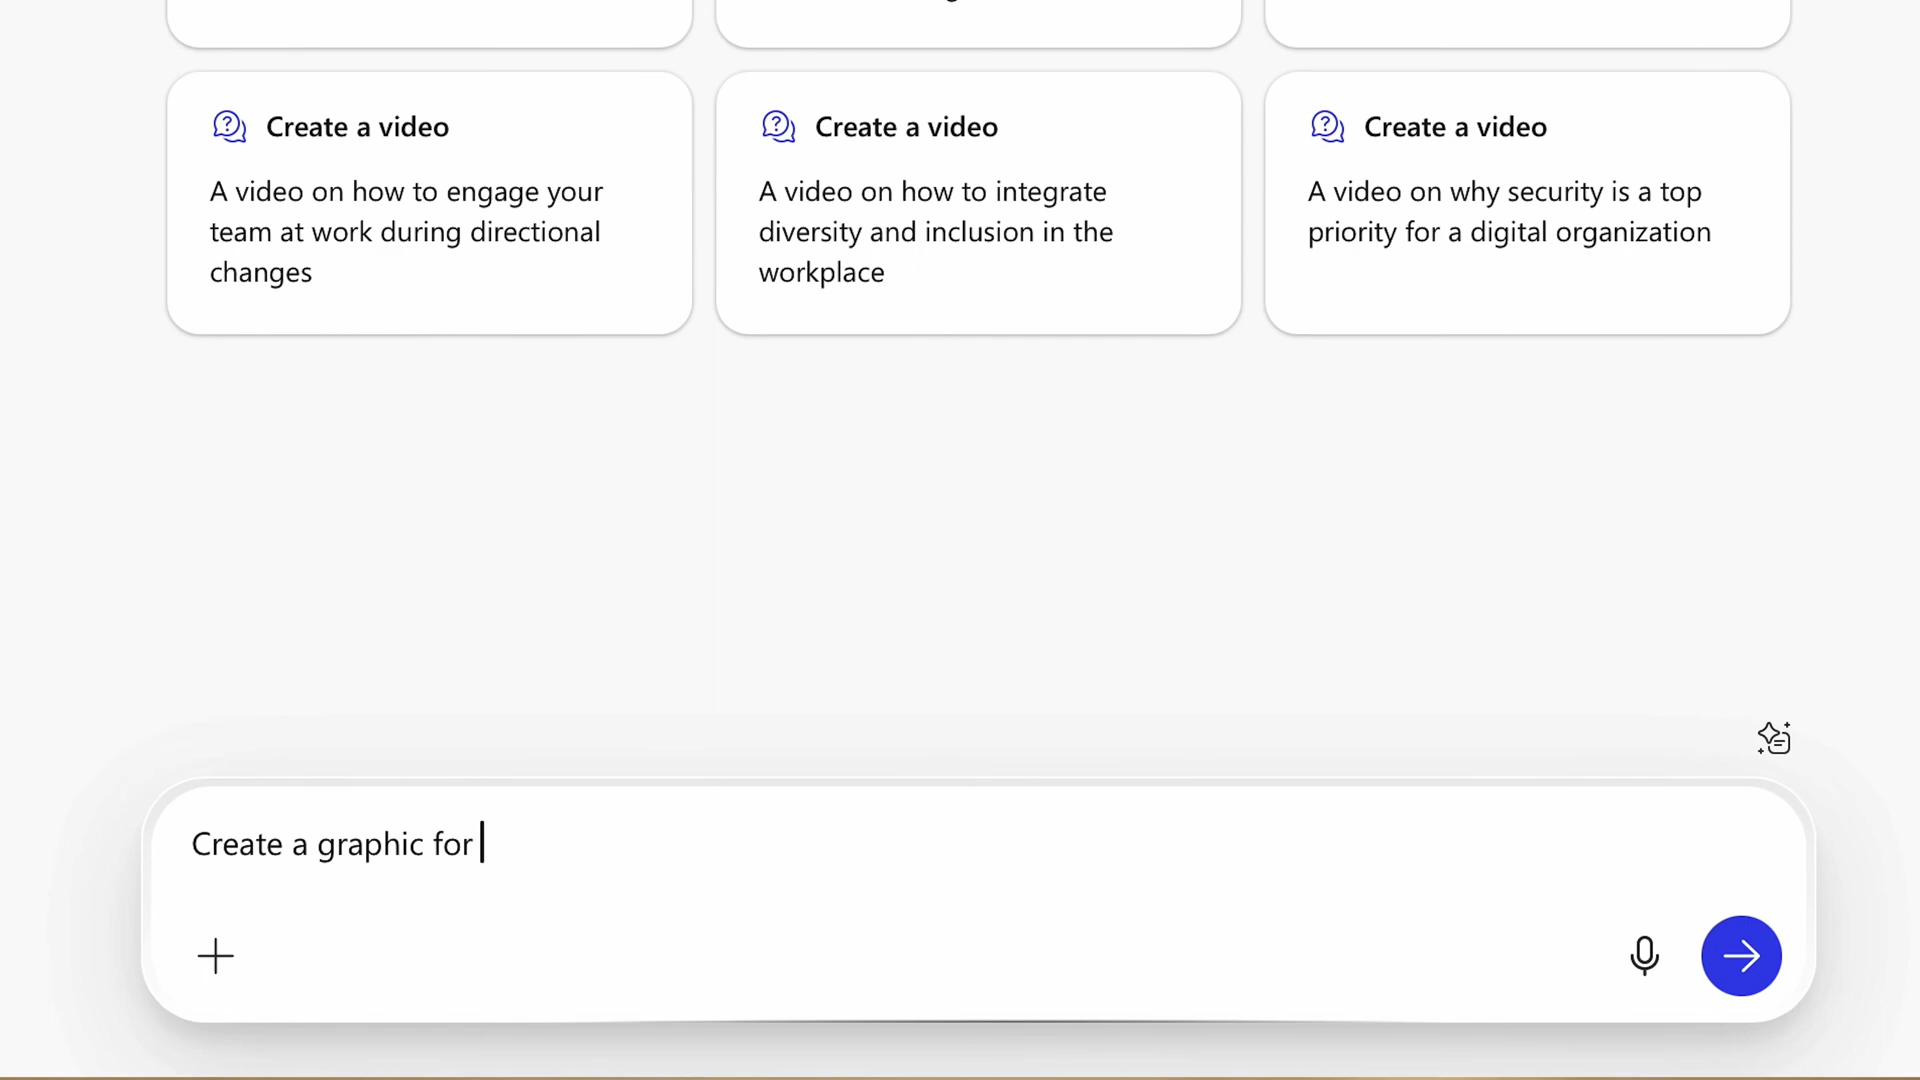 Create a video
A video on how to engage your
team at work during directional
changes
Create a video
A video on how to integrate
diversity and inclusion in the
workplace
Create a video
A video on why security is a top
priority for a digital organization
Create a graphic for